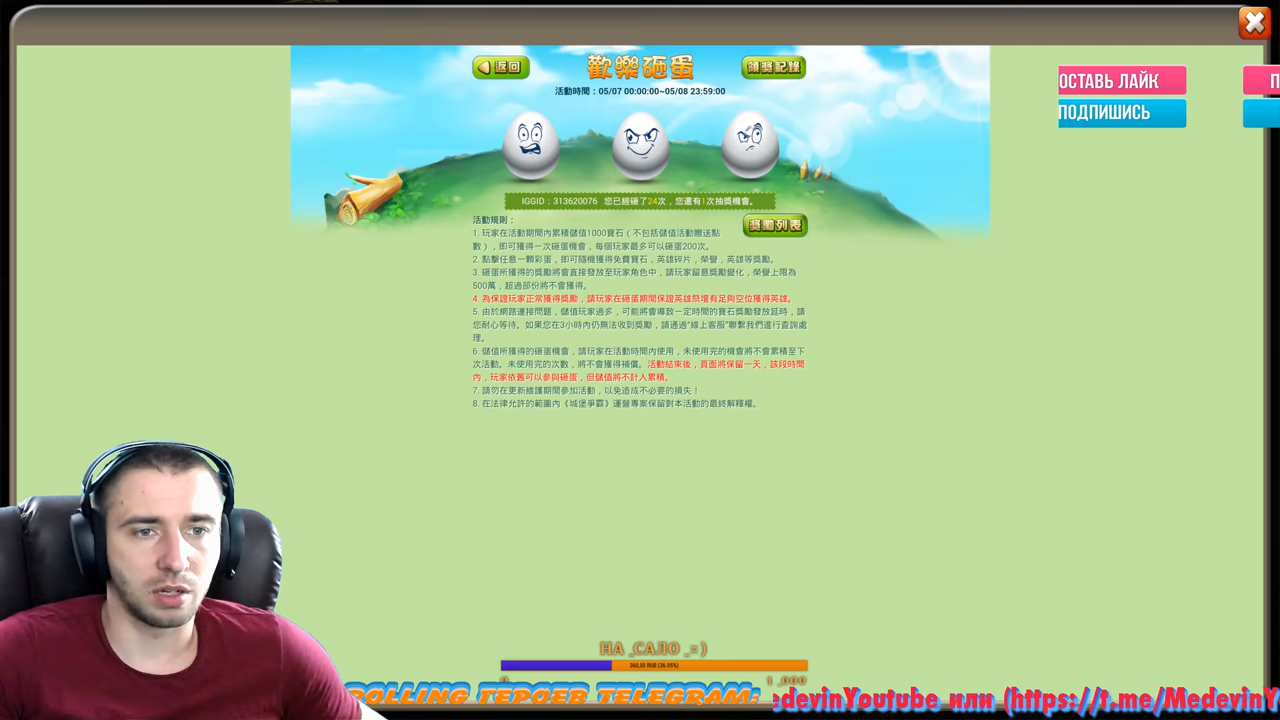 返回
歡樂砸蛋
領獎記錄
活動時間：05/07 00:00:00~05/08 23:59:00
ОСТАВЬ ЛАЙК
ПОДПИШИСЬ
IGGID：313620076 您已經砸了24次，您還有1次抽獎機會。
活動規則：
獎勵列表
1. 玩家在活動期間內累積儲值1000寶石（不包括儲值活動贈送點
數），即可獲得一次砸蛋機會，每個玩家最多可以砸蛋200次。
2. 點擊任意一顆彩蛋，即可隨機獲得免費寶石，英雄碎片，榮譽，英雄等獎勵。
3. 砸蛋所獲得的獎勵將會直接發放至玩家角色中，請玩家留意獎勵變化，榮譽上限為
500萬，超過部份將不會獲得。
4. 為保證玩家正常獲得獎勵，請玩家在砸蛋期間保證英雄祭壇有足夠空位獲得英雄。
5. 由於網路連接問題，儲值玩家過多，可能將會導致一定時間的寶石獎勵發放延時，請
您耐心等待。如果您在3小時內仍無法收到獎勵，請通過“線上客服”聯繫我們進行查詢處
理。
6. 儲值所獲得的砸蛋機會，請玩家在活動時間內使用，未使用完的機會將不會累積至下
次活動。未使用完的次數，將不會獲得補償。活動結束後，頁面將保留一天，該段時間
內，玩家依舊可以參與砸蛋，但儲值將不計入累積。
7. 請勿在更新維護期間參加活動，以免造成不必要的損失！
8. 在法律允許的範圍內《城堡爭霸》運營專案保留對本活動的最終解釋權。
НА_САЛО_=)
360,55 RUB (36.05%)
0 1 ,000
РОЛЛИНГ ГЕРОЕВ TELEGRAM:
edevinYoutube или (https://t.me/MedevinY